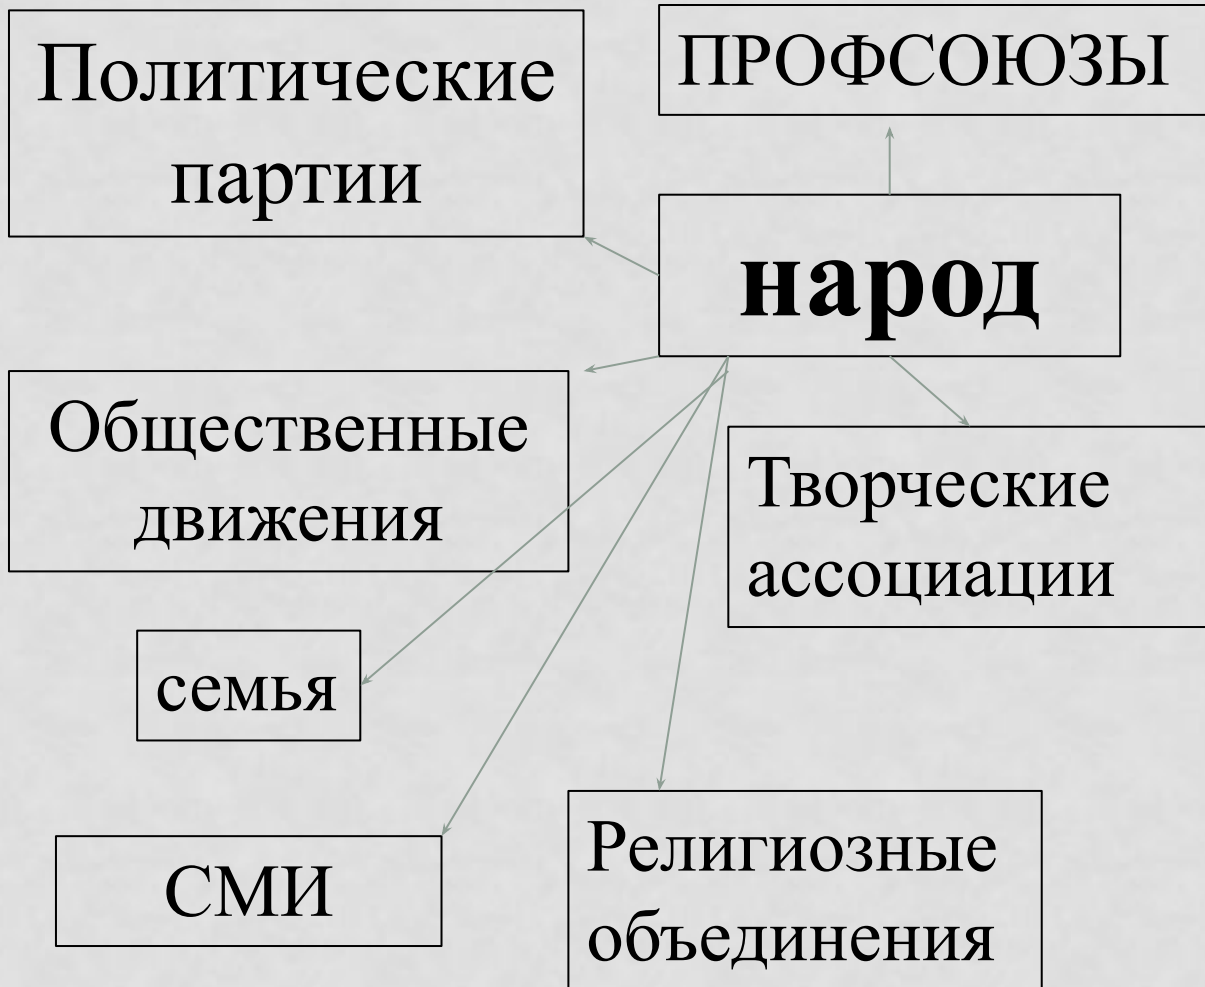 Политические
партии
ПРОФСОЮЗЫ
народ
Общественные
движения
Творческие
ассоциации
семья
СМИ
Религиозные
объединения